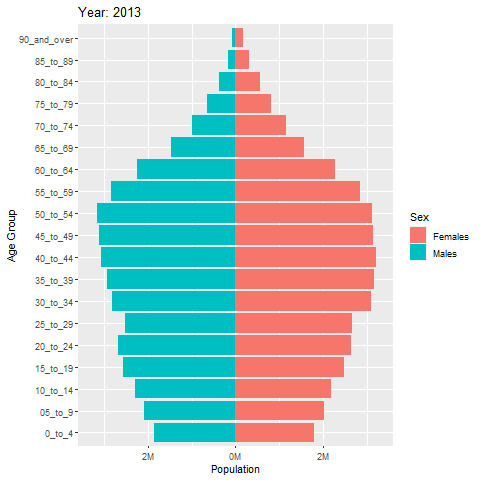 Year: 2013
90_and_over
85_to_89
80_to_84
75_to_79
70_to_74
65_to_69
60_to_64
55_to_59
50_to_54
45_to_49
40_to_44
35_to_39
30_to_34
25_to_29
20_to_24
15_to_19
10_to_14
05_to_9
0_to_4
Age Group
2M 0M 2M
Population
Sex
Females
Males